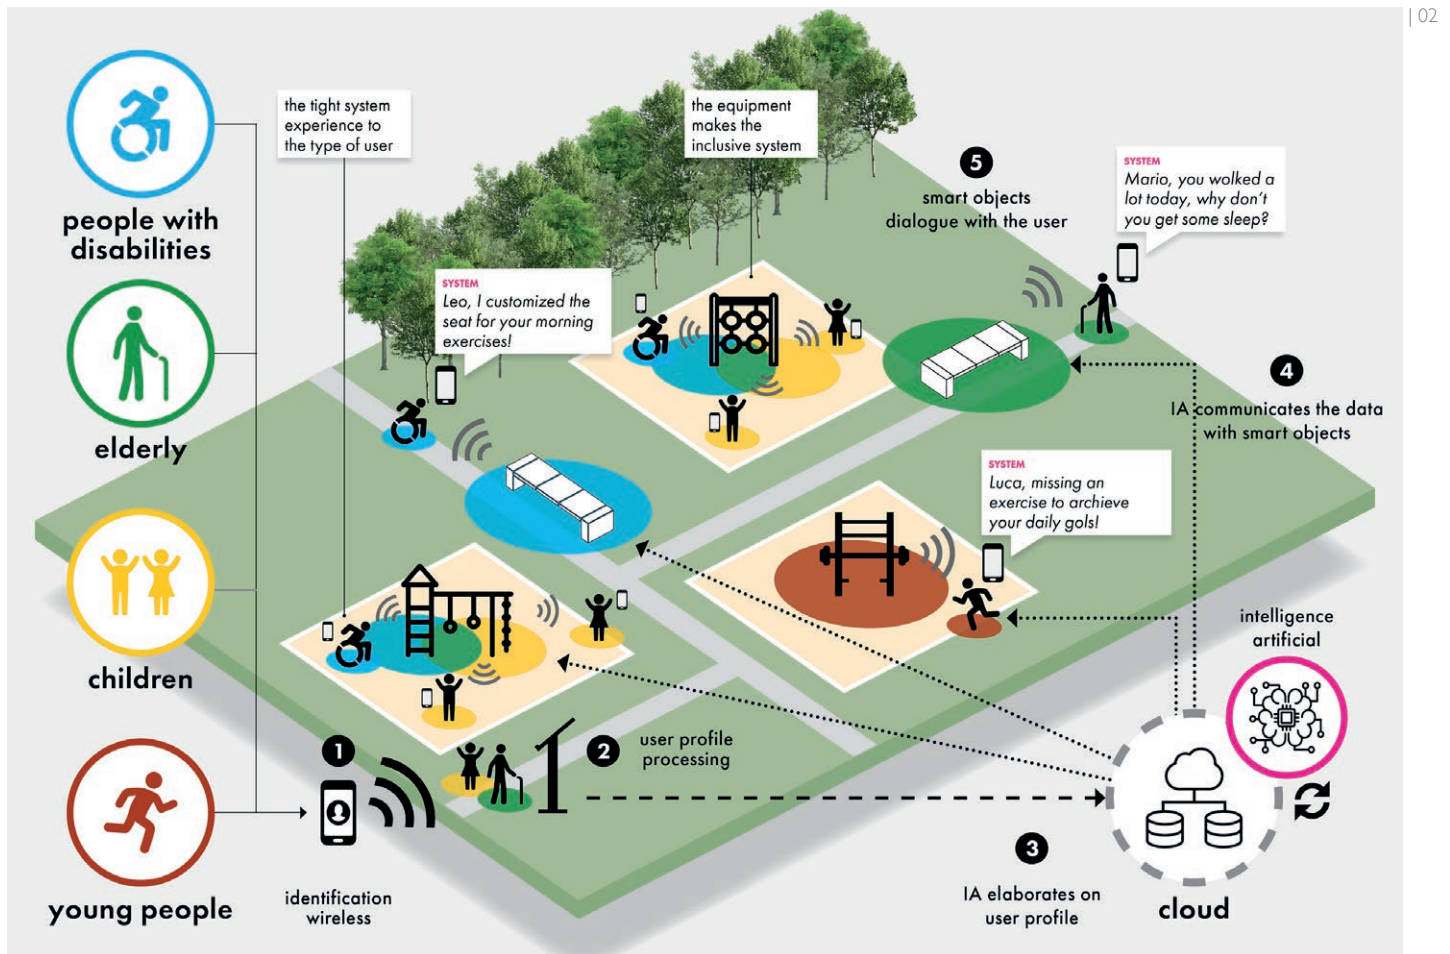 | 02
people with
disabilities
elderly
children
young people
the tight system
experience to
the type of user
the equipment
makes the
inclusive system
5
smart objects
dialogue with the user
SYSTEM
Mario, you wolked a
lot today, why don't
you get some sleep?
SYSTEM
Leo, I customized the
seat for your morning
exercises!
4
IA communicates the data
with smart objects
SYSTEM
Luca, missing an
exercise to archieve
your daily gols!
intelligence
artificial
1
identification
wireless
2
user profile
processing
3
IA elaborates on
user profile
cloud